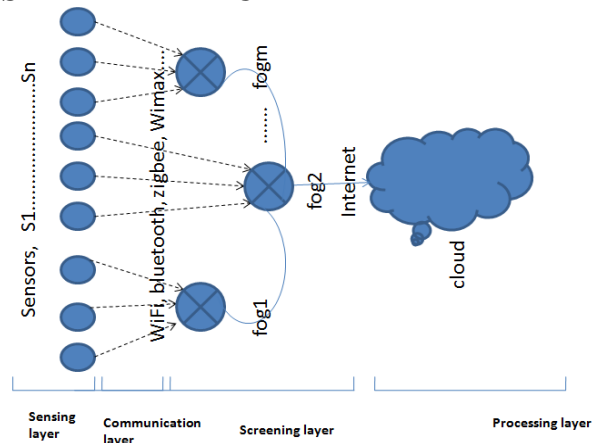 Sensors, S1..............................Sn
WiFi, bluetooth, zigbee, Wimax....
fog1
fog2
........
fogm
Internet
cloud
Sensing
layer
Communication
layer
Screening layer
Processing layer